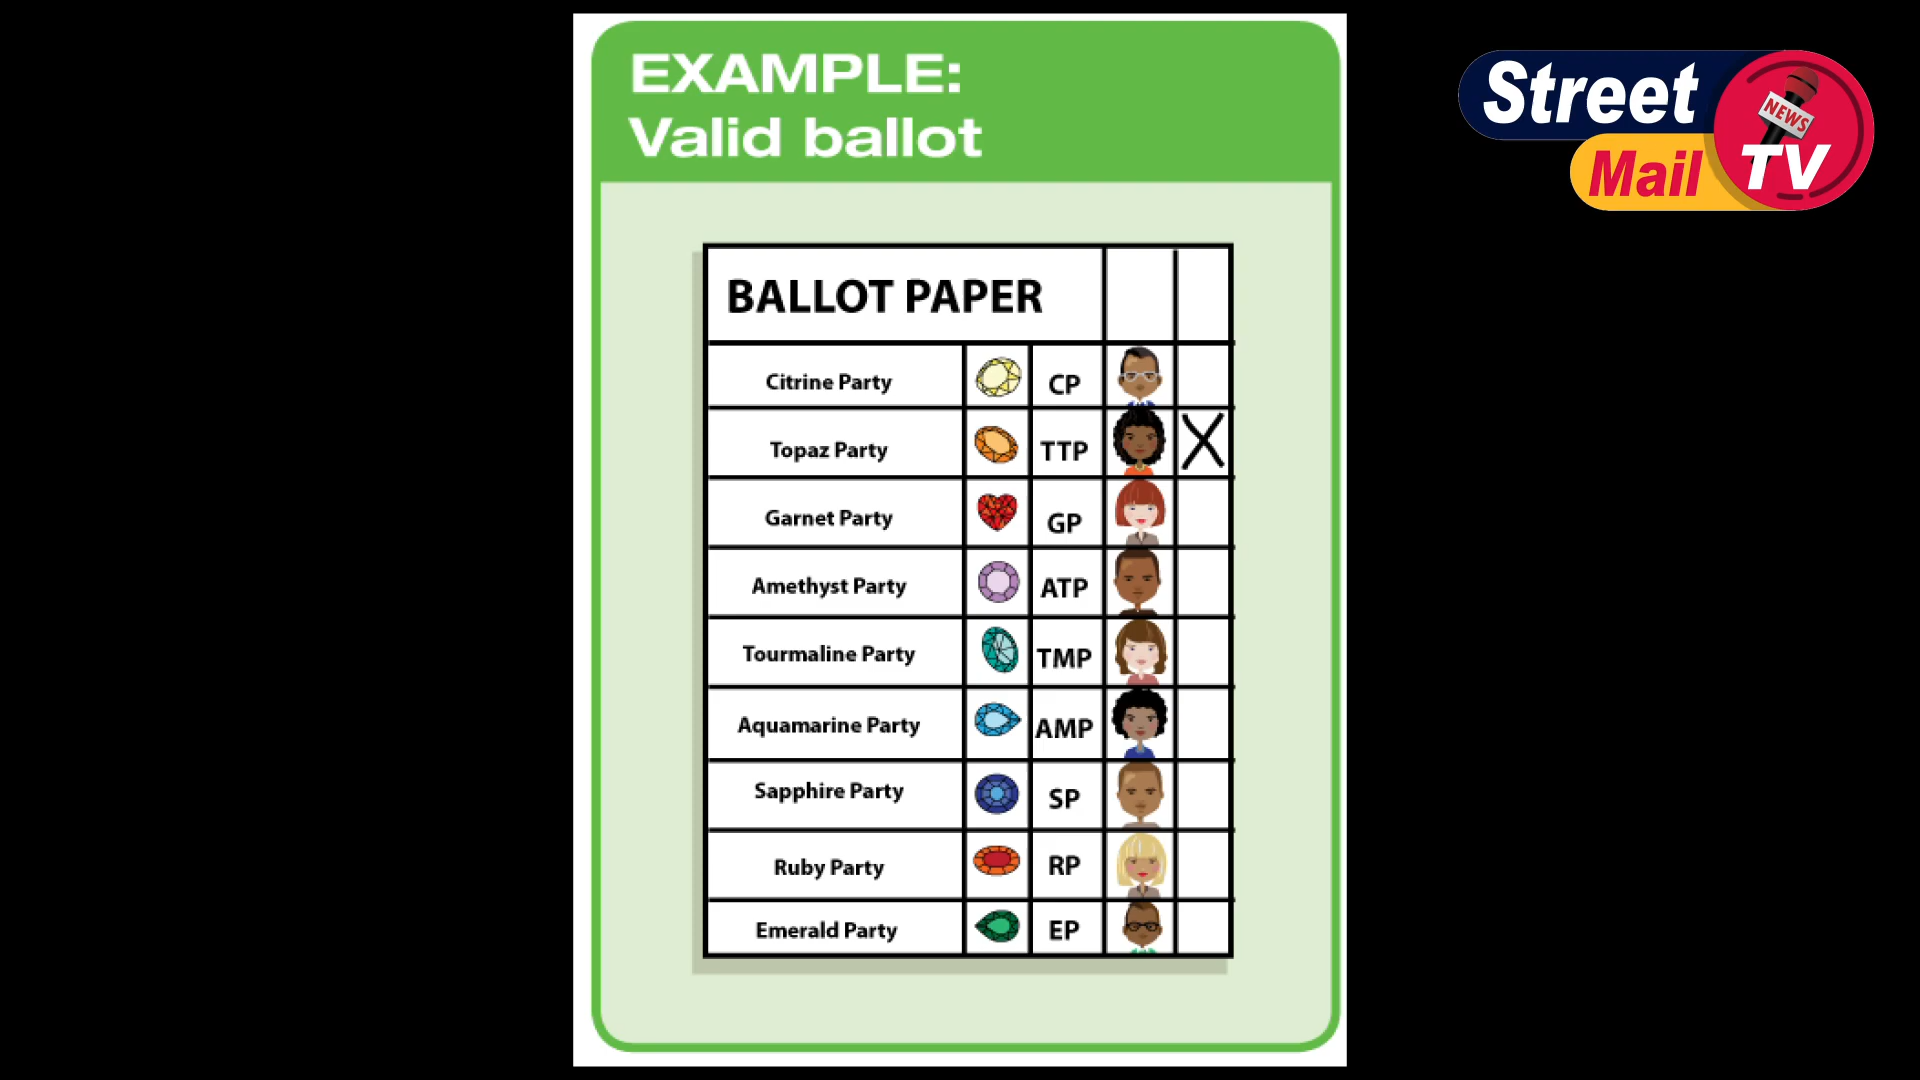 EXAMPLE:
Valid ballot
BALLOT PAPER
Citrine Party CP
Topaz Party TTP X
Garnet Party GP
Amethyst Party ATP
Tourmaline Party TMP
Aquamarine Party AMP
Sapphire Party SP
Ruby Party RP
Emerald Party EP
Street
Mail
NEWS
TV